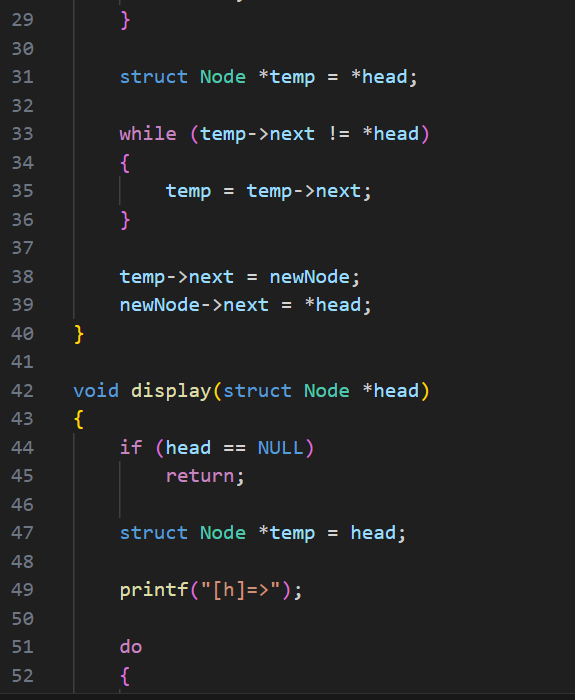 29 }
30
31 struct Node *temp = *head;
32
33 while (temp->next != *head)
34 {
35 temp = temp->next;
36 }
37
38 temp->next = newNode;
39 newNode->next = *head;
40 }
41
42 void display(struct Node *head)
43 {
44 if (head == NULL)
45 return;
46
47 struct Node *temp = head;
48
49 printf("[h]=>");
50
51 do
52 {